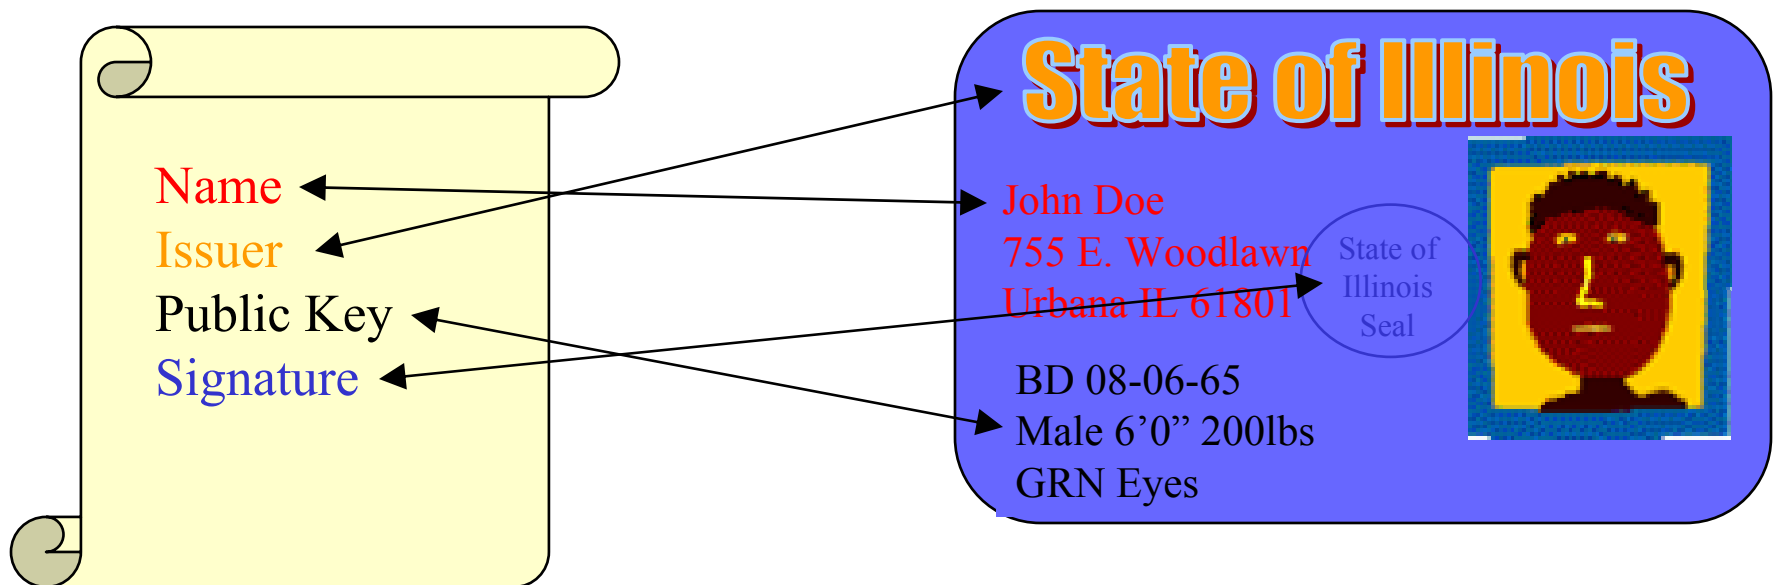 Name
Issuer
Public Key
Signature
State of Illinois
John Doe
755 E. Woodlawn
Urbana IL 61801
State of
Illinois
Seal
BD 08-06-65
Male 6’0” 200lbs
GRN Eyes